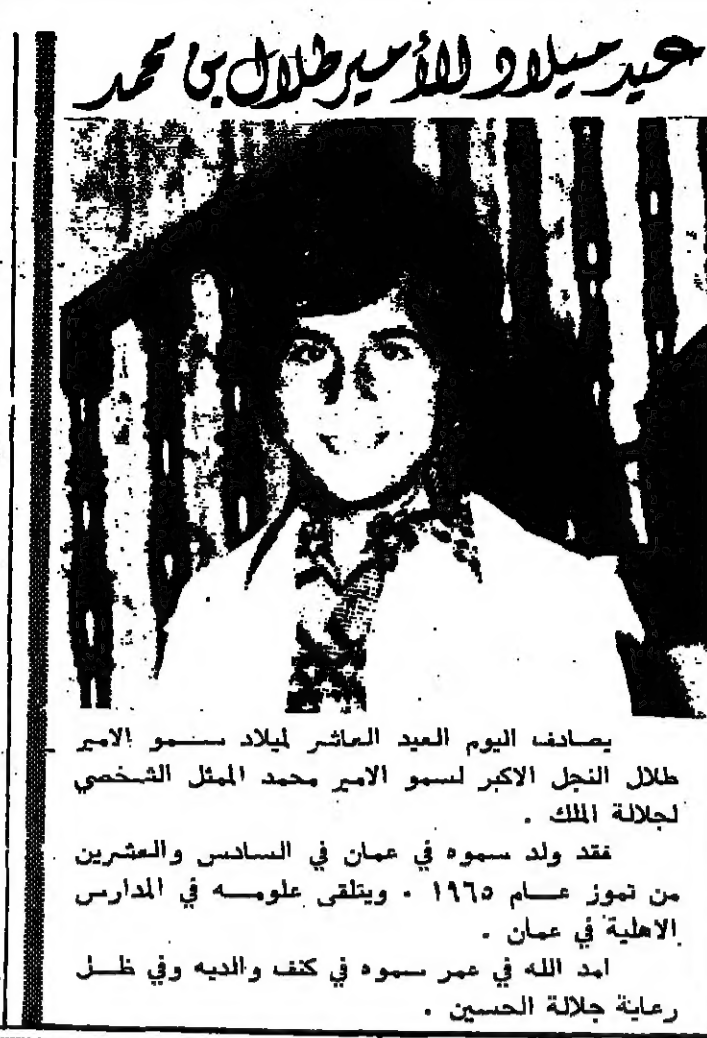 عيد ميلاد الأمير طلال بن محمد
يصادف اليوم العيد العاشر لميلاد سمو الامير
طلال النجل الاكبر لسمو الامير محمد الممثل الشخصي
لجلالة الملك .
فقد ولد سموه في عمان في السادس والعشرين
من تموز عام ١٩٦٥ . ويتلقى علومه في المدارس
الاهلية في عمان .
امد الله في عمر سموه في كنف والديه وفي ظل
رعاية جلالة الحسين .